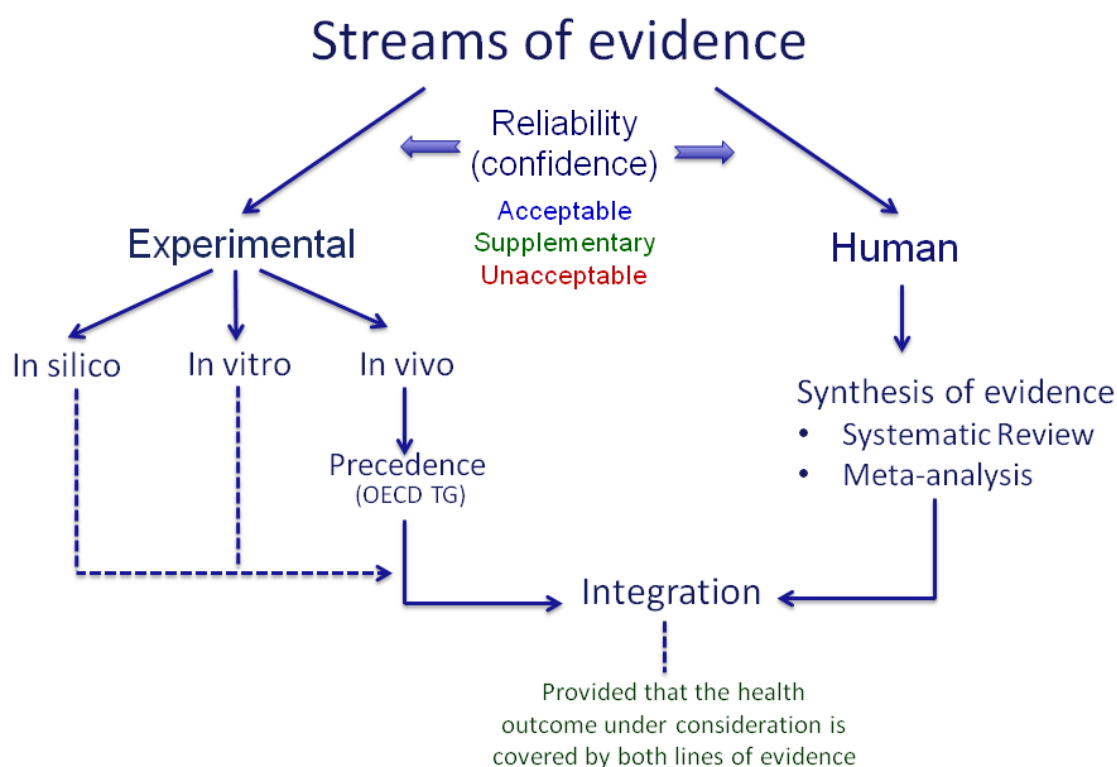 Streams of evidence
Reliability
(confidence)
Acceptable
Supplementary
Unacceptable
Experimental
Human
In silico
In vitro
In vivo
Precedence
(OECD TG)
Synthesis of evidence
• Systematic Review
• Meta-analysis
Integration
Provided that the health
outcome under consideration is
covered by both lines of evidence